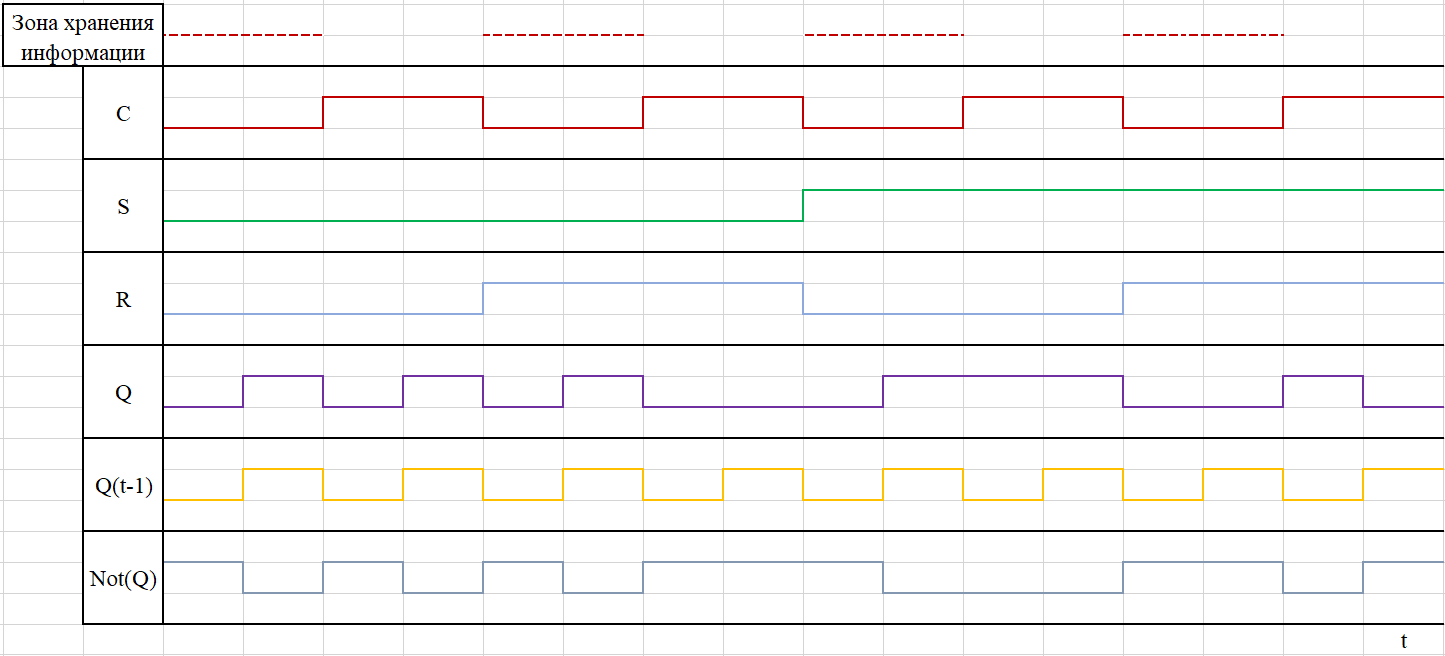 Зона хранения
информации
C
S
R
Q
Q(t-1)
Not(Q)
t